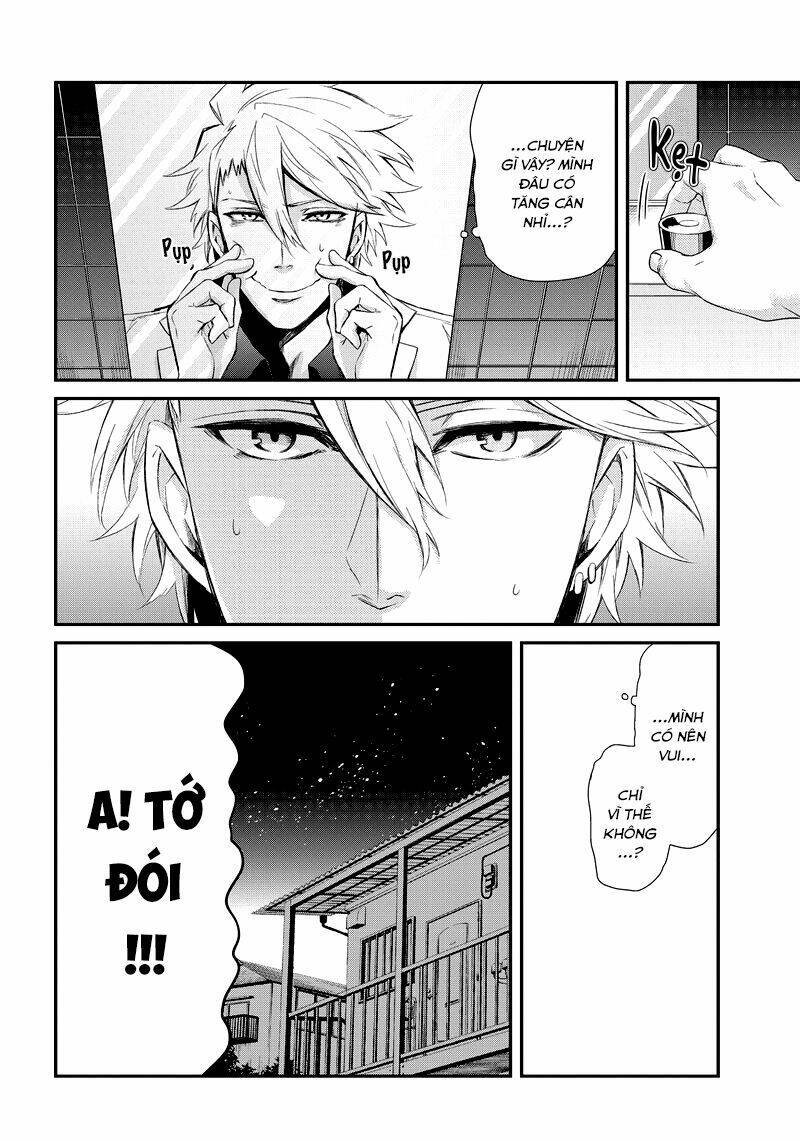 Kẹt
...CHUYỆN
GÌ VẬY? MÌNH
ĐÂU CÓ
TĂNG CÂN
NHỈ...?
Pụp
Pụp
...MÌNH
CÓ NÊN
VUI...
CHỈ
VÌ THẾ
KHÔNG
...?
A! TỚ
ĐÓI
!!!